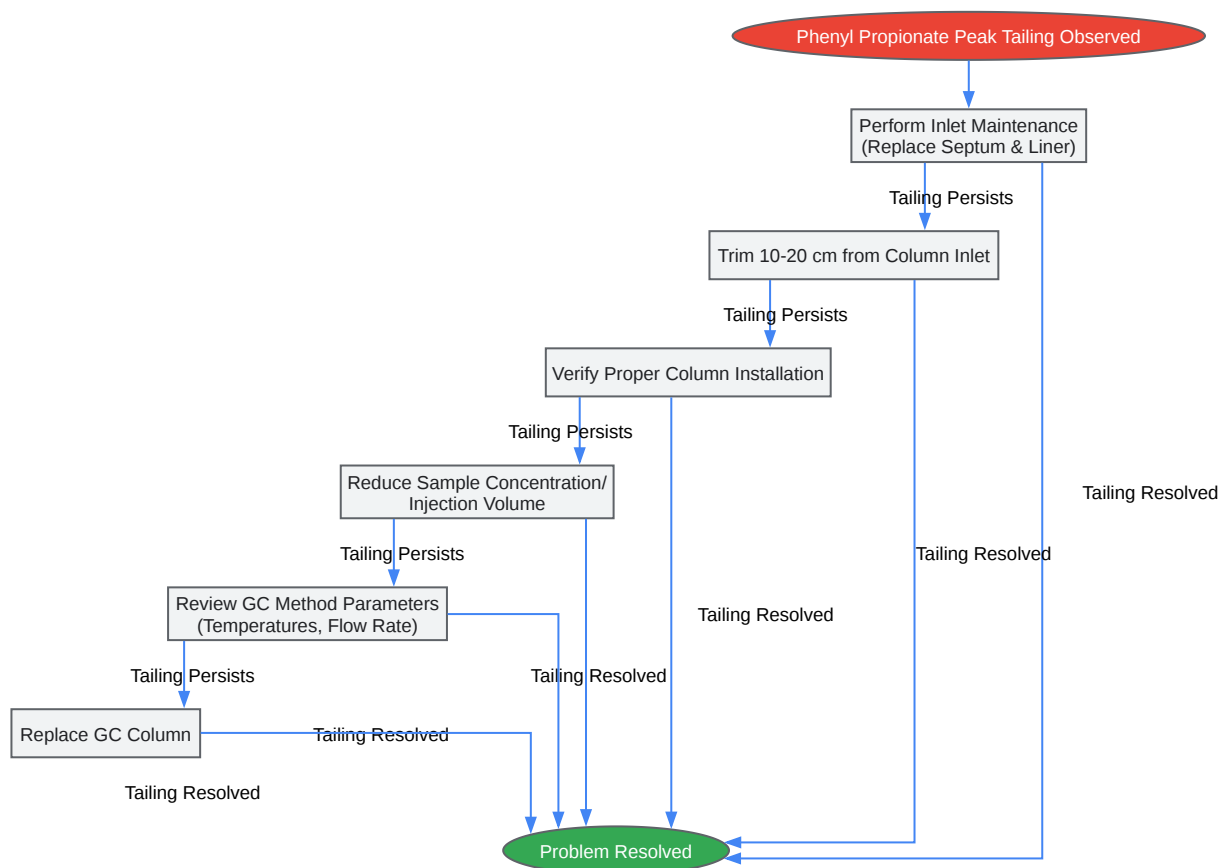 Phenyl Propionate Peak Tailing Observed
Perform Inlet Maintenance
(Replace Septum & Liner)
Tailing Persists
Trim 10-20 cm from Column Inlet
Tailing Persists
Verify Proper Column Installation
Tailing Persists
Reduce Sample Concentration/
Injection Volume
Tailing Resolved
Tailing Persists
Tailing Resolved
Review GC Method Parameters
(Temperatures, Flow Rate)
Tailing Resolved
Tailing Persists
Tailing Resolved
Replace GC Column
Tailing Resolved
Tailing Resolved
Problem Resolved